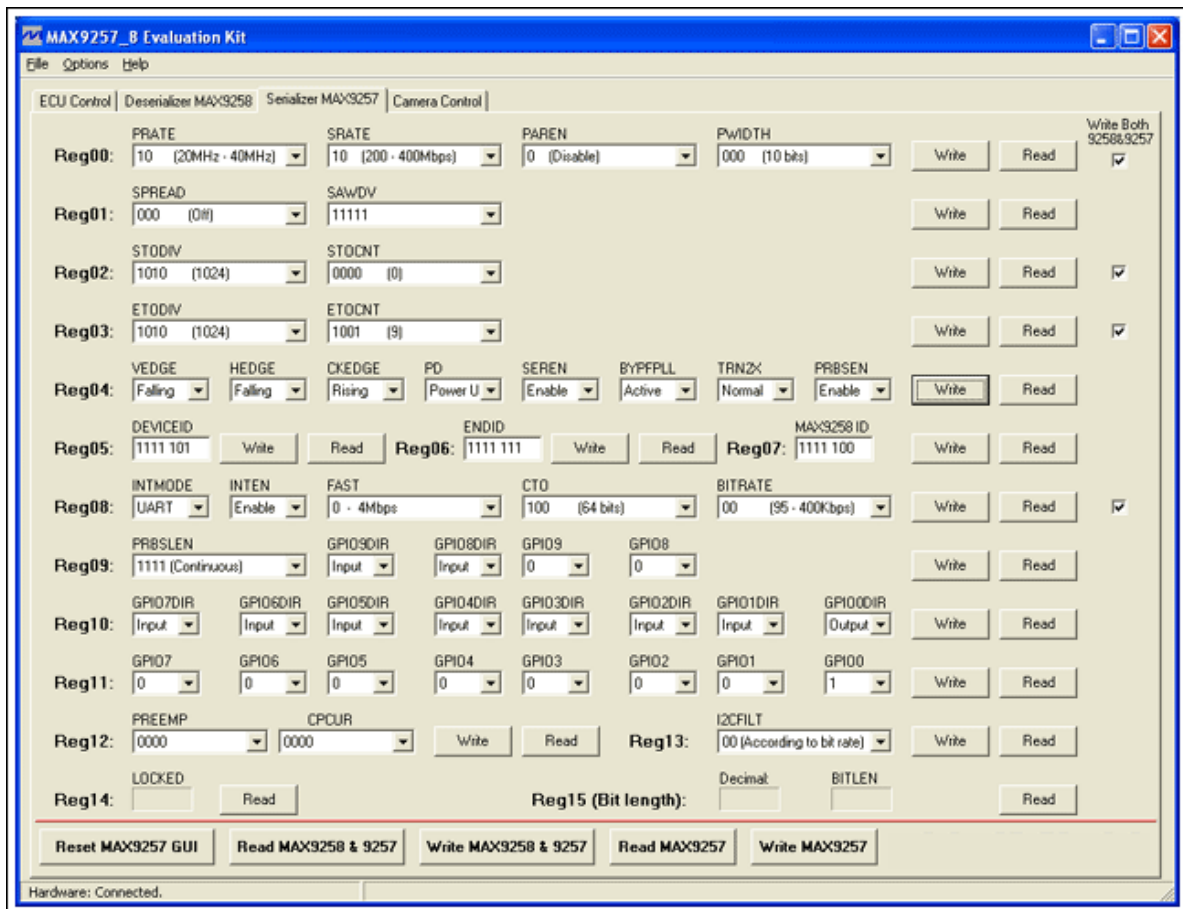 MAX9257_8 Evaluation Kit
File Options Help
ECU Control Deserializer MAX9258 Serializer MAX9257 Camera Control
Write Both
PRATE SRATE PAREN PWIDTH 9258&9257
Reg00: 10 (20MHz - 40MHz) 10 (200 - 400Mbps) 0 (Disable) 000 (10 bits) Write Read
SPREAD SAWDV
Reg01: 000 (Off) 11111 Write Read
STODIV STOCNT
Reg02: 1010 (1024) 0000 (0) Write Read
ETODIV ETOCNT
Reg03: 1010 (1024) 1001 (9) Write Read
VEDGE HEDGE CKEDGE PD SEREN BYPFPLL TRN2X PRBSEN
Reg04: Falling Falling Rising Power U Enable Active Normal Enable Write Read
DEVICEID ENDID MAX9258 ID
Reg05: 1111 101 Write Read Reg06: 1111 111 Write Read Reg07: 1111 100 Write Read
INTMODE INTEN FAST CTO BITRATE
Reg08: UART Enable 0 - 4Mbps 100 (64 bits) 00 (95 - 400Kbps) Write Read
PRBSLEN GPIO9DIR GPIO8DIR GPIO9 GPIO8
Reg09: 1111 (Continuous) Input Input 0 0 Write Read
GPIO7DIR GPIO6DIR GPIO5DIR GPIO4DIR GPIO3DIR GPIO2DIR GPIO1DIR GPIO0DIR
Reg10: Input Input Input Input Input Input Input Output Write Read
GPIO7 GPIO6 GPIO5 GPIO4 GPIO3 GPIO2 GPIO1 GPIO0
Reg11: 0 0 0 0 0 0 0 1 Write Read
PREEMP CPCUR I2CFILT
Reg12: 0000 0000 Write Read Reg13: 00 (According to bit rate) Write Read
LOCKED Decimal: BITLEN
Reg14: Read Reg15 (Bit length): Read
Reset MAX9257 GUI Read MAX9258 & 9257 Write MAX9258 & 9257 Read MAX9257 Write MAX9257
Hardware: Connected.